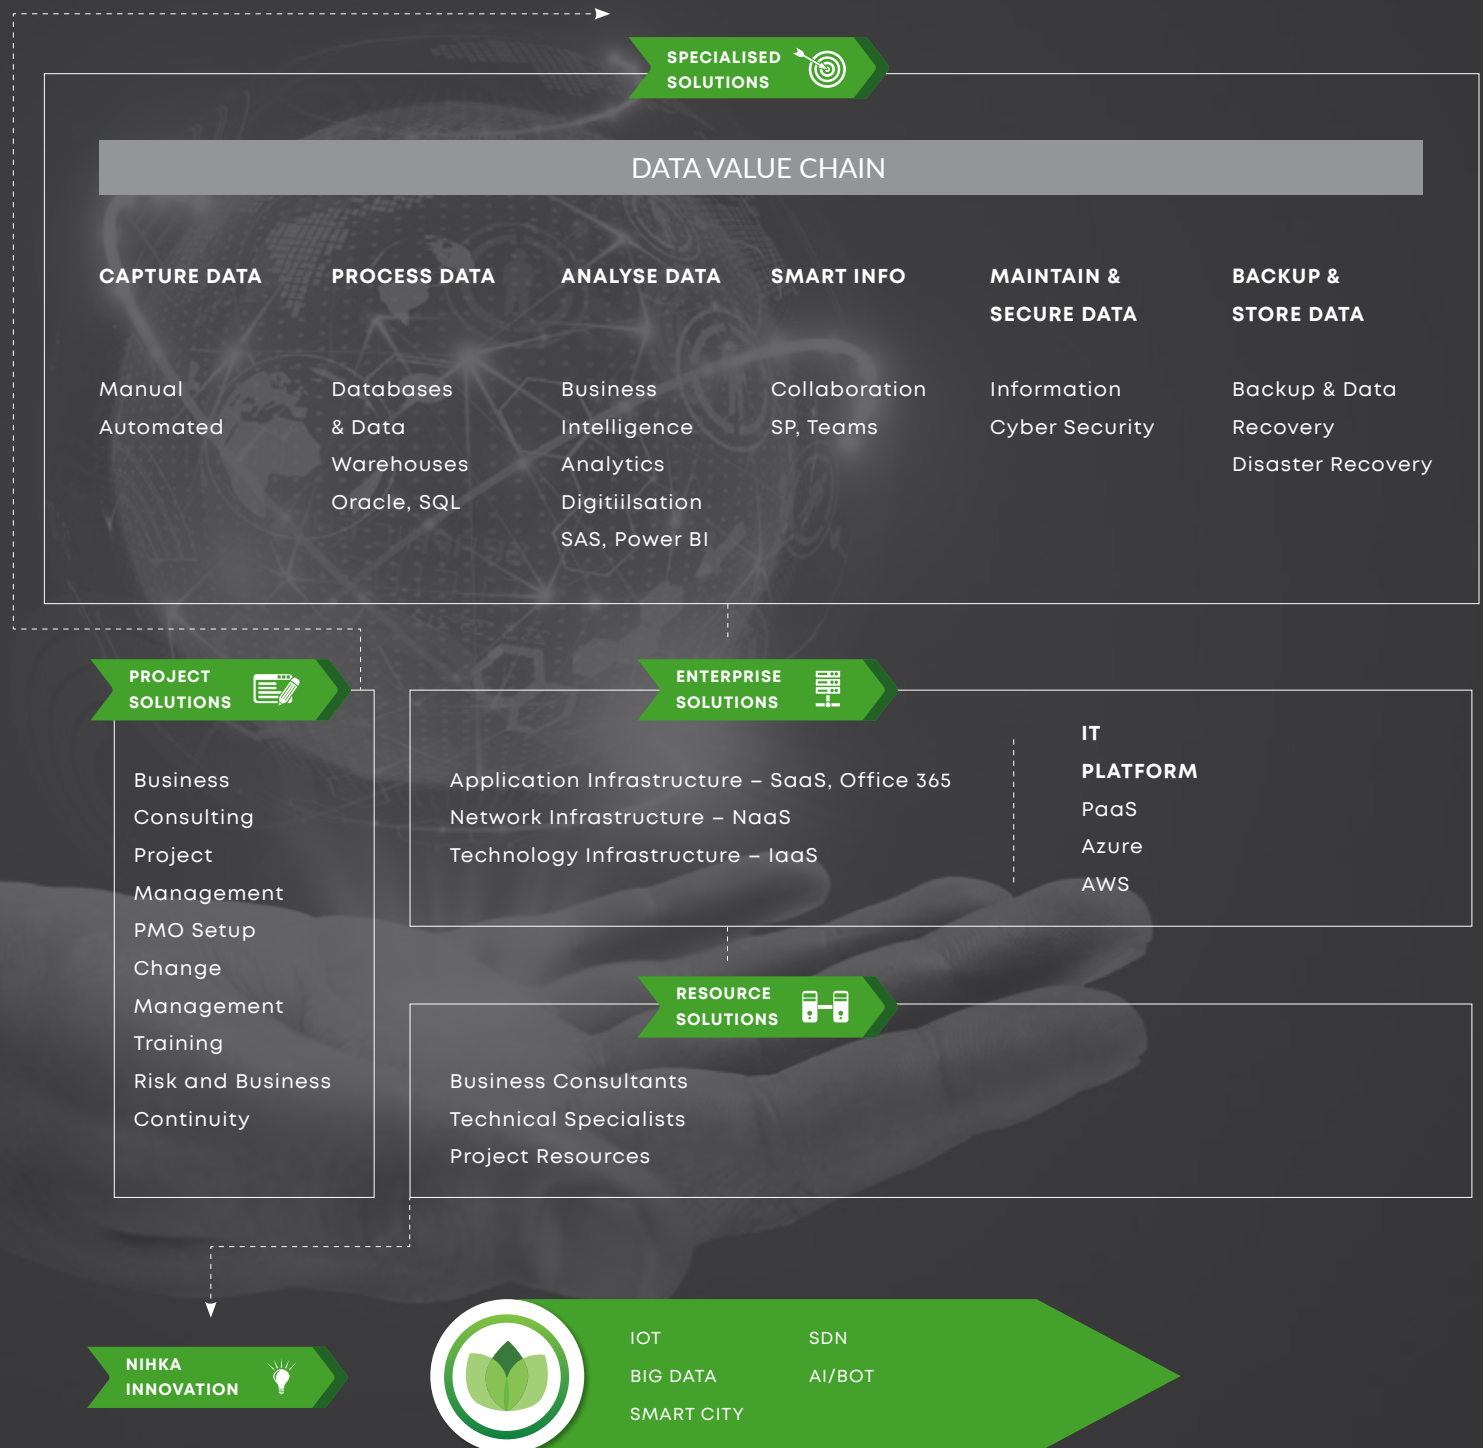 SPECIALISED
SOLUTIONS
DATA VALUE CHAIN
CAPTURE DATA
Manual
Automated
PROCESS DATA
Databases
& Data
Warehouses
Oracle, SQL
ANALYSE DATA
Business
Intelligence
Analytics
Digitiilsation
SAS, Power BI
SMART INFO
Collaboration
SP, Teams
MAINTAIN &
SECURE DATA
Information
Cyber Security
BACKUP &
STORE DATA
Backup & Data
Recovery
Disaster Recovery
PROJECT
SOLUTIONS
Business
Consulting
Project
Management
PMO Setup
Change
Management
Training
Risk and Business
Continuity
ENTERPRISE
SOLUTIONS
Application Infrastructure – SaaS, Office 365
Network Infrastructure – NaaS
Technology Infrastructure – IaaS
IT
PLATFORM
PaaS
Azure
AWS
RESOURCE
SOLUTIONS
Business Consultants
Technical Specialists
Project Resources
NIHKA
INNOVATION
IOT
BIG DATA
SMART CITY
SDN
AI/BOT